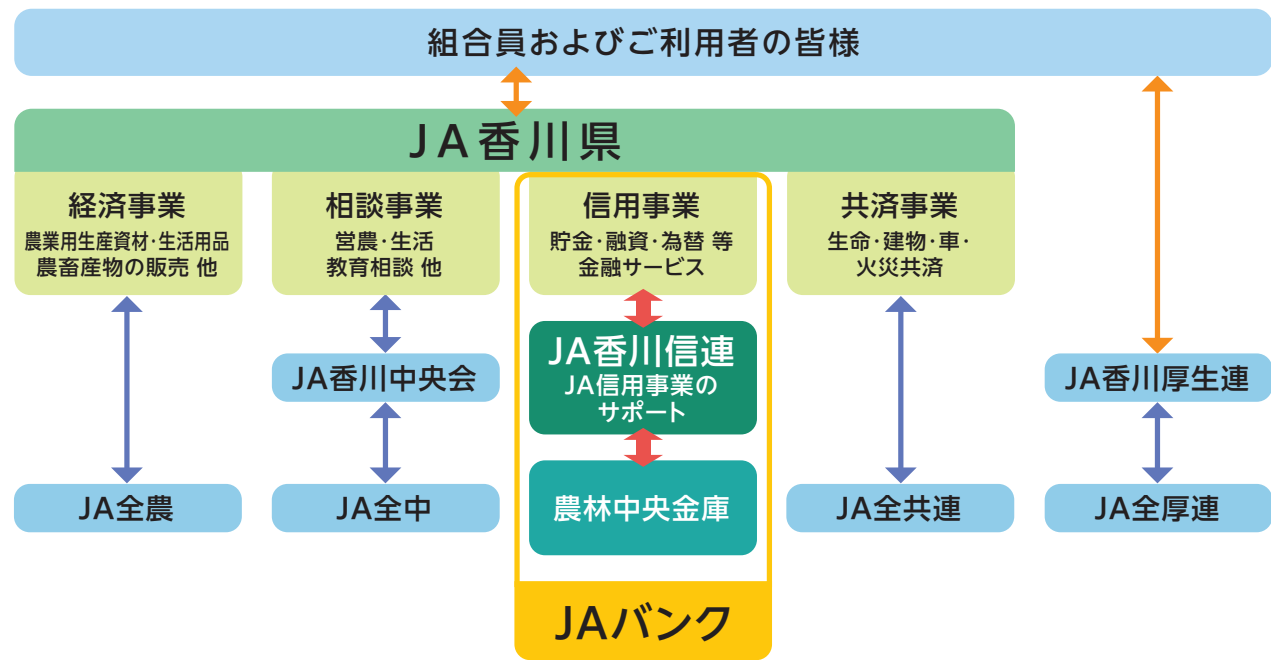 組合員およびご利用者の皆様
JA香川県
経済事業
農業用生産資材・生活用品
農畜産物の販売 他
相談事業
営農・生活
教育相談 他
信用事業
貯金・融資・為替 等
金融サービス
共済事業
生命・建物・車・
火災共済
JA香川中央会
JA香川信連
JA信用事業の
サポート
JA香川厚生連
JA全農
JA全中
農林中央金庫
JA全共連
JA全厚連
JAバンク